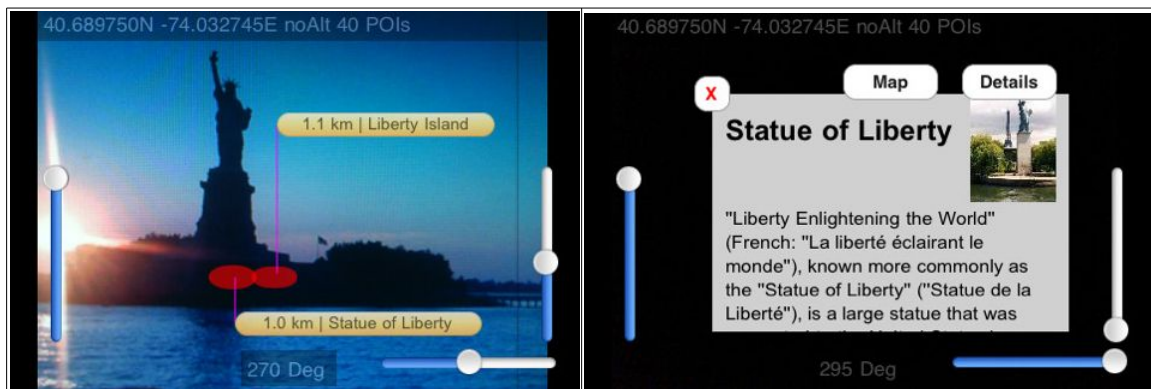 40.689750N -74.032745E noAlt 40 POIs
1.1 km | Liberty Island
1.0 km | Statue of Liberty
270 Deg
40.689750N -74.032745E noAlt 40 POIs
Map
Details
X
Statue of Liberty
"Liberty Enlightening the World"
(French: "La liberté éclairant le
monde"), known more commonly as
the "Statue of Liberty" ("Statue de la
Liberté"), is a large statue that was
295 Deg